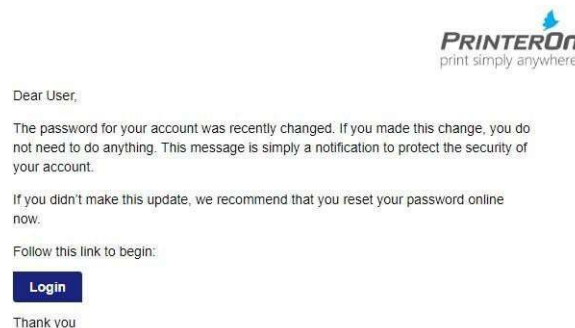 PRINTERON
print simply anywhere
Dear User,
The password for your account was recently changed. If you made this change, you do
not need to do anything. This message is simply a notification to protect the security of
your account.
If you didn't make this update, we recommend that you reset your password online
now.
Follow this link to begin:
Login
Thank you